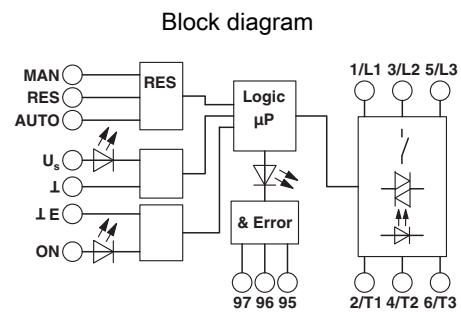 Block diagram
MAN
RES
AUTO
RES
Logic
µP
1/L1 3/L2 5/L3
Us
⊥
⊥ E
ON
& Error
97 96 95
2/T1 4/T2 6/T3